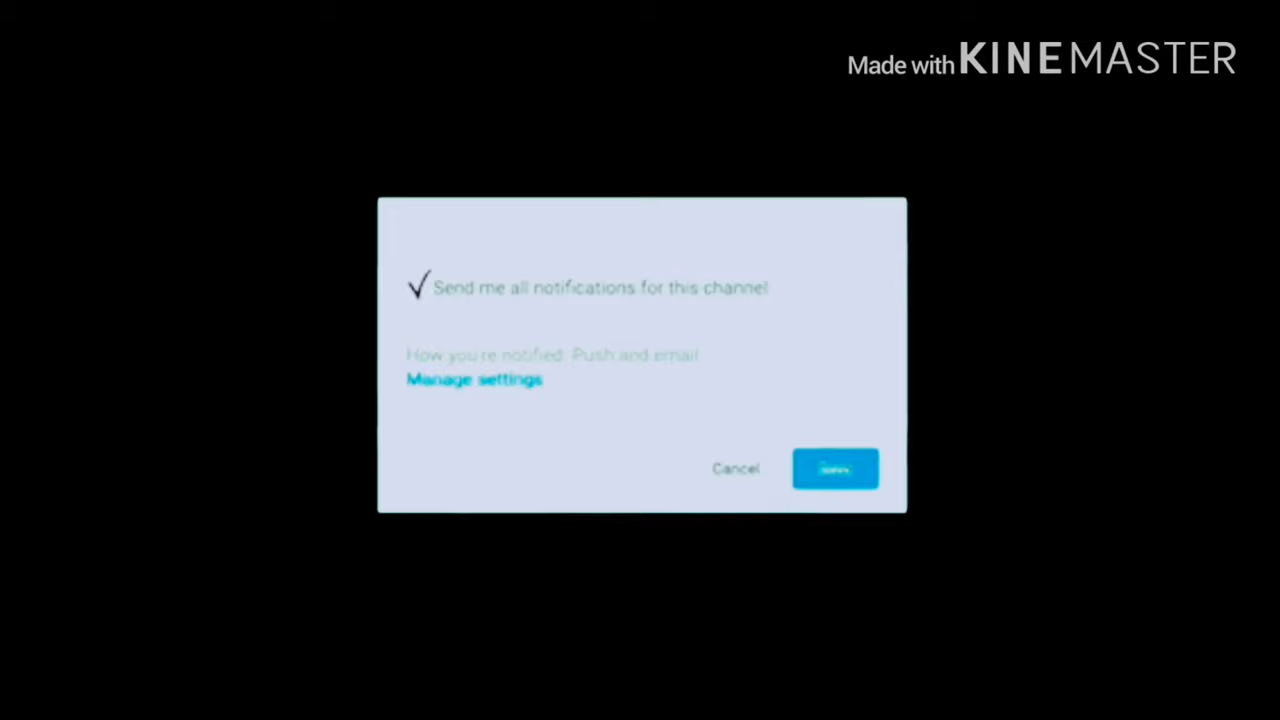 Made with KINEMASTER
Send me all notifications for this channel
How you're notified: Push and email
Manage settings
Cancel